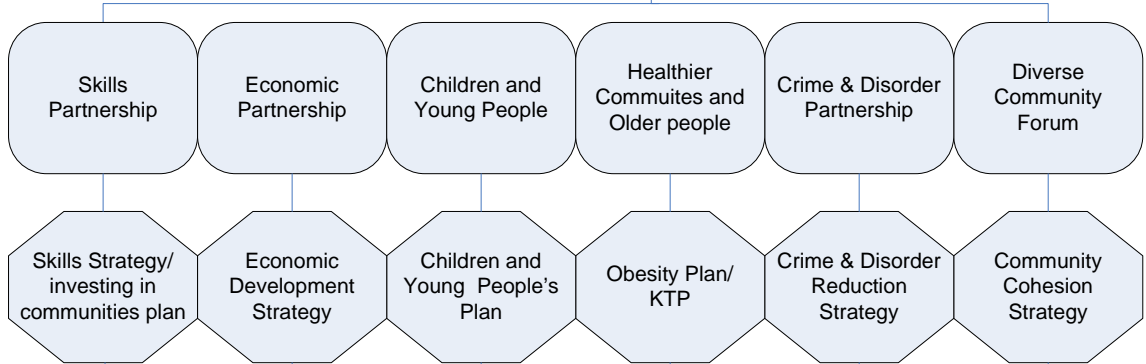 Skills
Partnership
Economic
Partnership
Children and
Young People
Healthier
Commuites and
Older people
Crime & Disorder
Partnership
Diverse
Community
Forum
Skills Strategy/
investing in
communities plan
Economic
Development
Strategy
Children and
Young People's
Plan
Obesity Plan/
KTP
Crime & Disorder
Reduction
Strategy
Community
Cohesion
Strategy